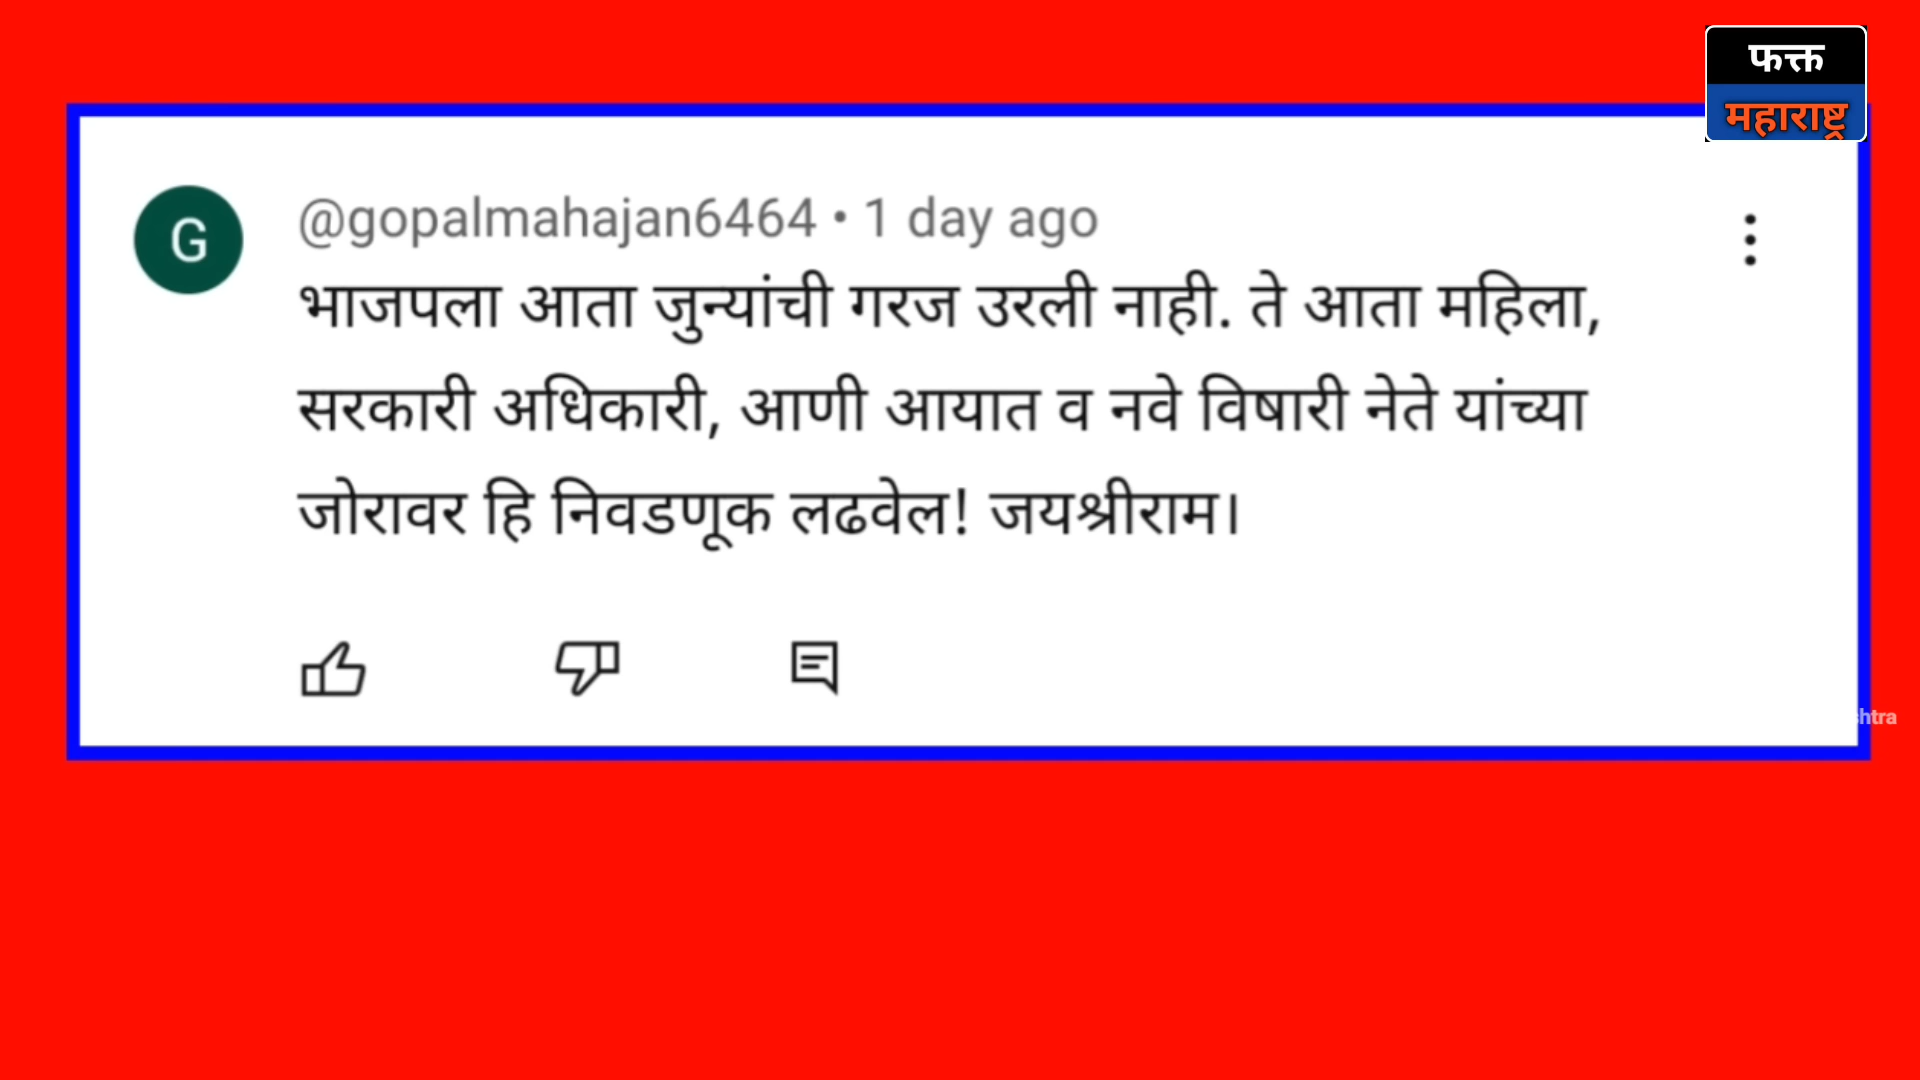 फक्त
महाराष्ट्र
G
@gopalmahajan6464 • 1 day ago
भाजपला आता जुन्यांची गरज उरली नाही. ते आता महिला,
सरकारी अधिकारी, आणी आयात व नवे विषारी नेते यांच्या
जोरावर हि निवडणूक लढवेल! जयश्रीराम।
htra